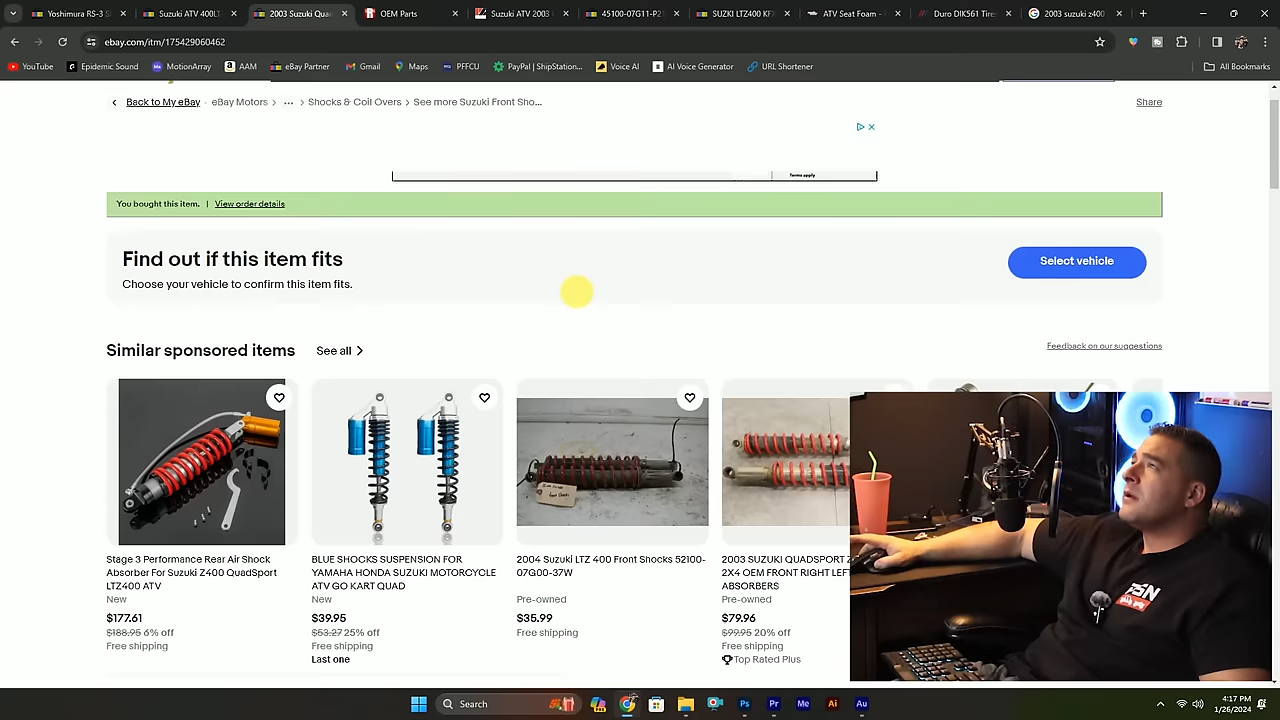 Yoshimura RS-3 S
Suzuki ATV 400LT
2003 Suzuki Quad
OEM Parts
Suzuki ATV 2003
45100-07G11-P2
SUZKI LTZ400 KF
ATV Seat Foam -
Duro DIK561 Tire
2003 suzuki z400
ebay.com/itm/175429060462
YouTube
Epidemic Sound
MotionArray
AAM
eBay Partner
Gmail
Maps
PFFCU
PayPal | ShipStation...
Voice AI
AI Voice Generator
URL Shortener
All Bookmarks
Back to My eBay
eBay Motors
...
Shocks & Coil Overs
See more Suzuki Front Sho...
Share
Terms apply
You bought this item. | View order details
Find out if this item fits
Choose your vehicle to confirm this item fits.
Select vehicle
Similar sponsored items
See all
Feedback on our suggestions
Stage 3 Performance Rear Air Shock
Absorber For Suzuki Z400 QuadSport
LTZ400 ATV
New
$177.61
$188.95 6% off
Free shipping
BLUE SHOCKS SUSPENSION FOR
YAMAHA HONDA SUZUKI MOTORCYCLE
ATV GO KART QUAD
New
$39.95
$53.27 25% off
Free shipping
Last one
2004 Suzuki LTZ 400 Front Shocks 52100-
07G00-37W
Pre-owned
$35.99
Free shipping
2003 SUZUKI QUADSPORT Z
2X4 OEM FRONT RIGHT LEFT
ABSORBERS
Pre-owned
$79.96
$99.95 20% off
Free shipping
Top Rated Plus
Search
4:17 PM
1/26/2024